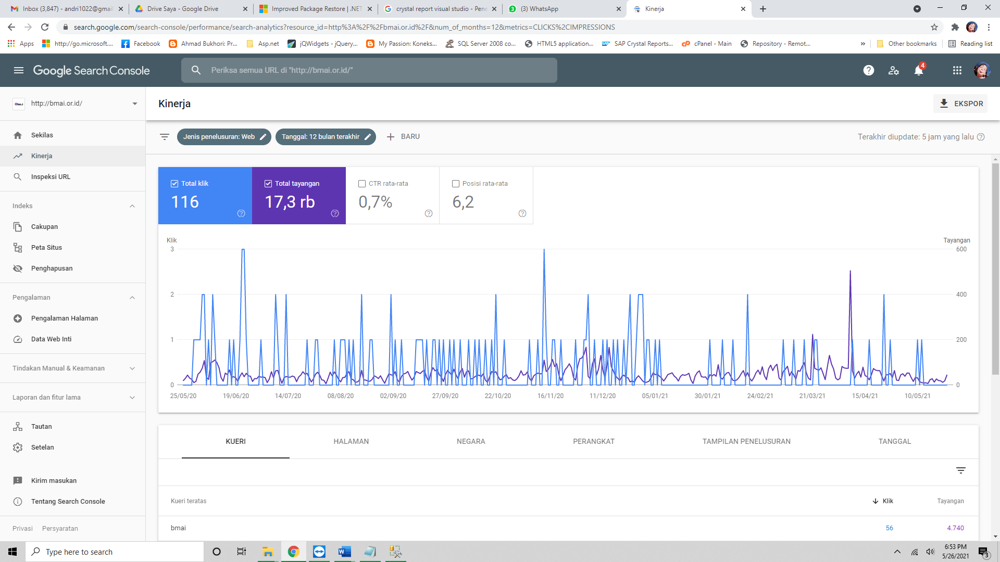 Inbox (3,847) - andri1022@gmail
Drive Saya - Google Drive
Improved Package Restore | .NET
crystal report visual studio - Pene
(3) WhatsApp
Kinerja
search.google.com/search-console/performance/search-analytics?resource_id=http%3A%2F%2Fbmai.or.id%2F&num_of_months=12&metrics=CLICKS%2CIMPRESSIONS
Apps
http://go.microsoft....
Facebook
Ahmad Bukhori: Pr...
Asp.net
jQWidgets - jQuery...
My Passion: Koneks...
SQL Server 2008 co...
HTML5 application...
SAP Crystal Reports...
cPanel - Main
Repository - Remot...
»
Other bookmarks
Reading list
Google Search Console
Periksa semua URL di "http://bmai.or.id/"
4
http://bmai.or.id/
Kinerja
EKSPOR
Sekilas
Kinerja
Inspeksi URL
Indeks
Cakupan
Peta Situs
Penghapusan
Pengalaman
Pengalaman Halaman
Data Web Inti
Tindakan Manual & Keamanan
Laporan dan fitur lama
Tautan
Setelan
Kirim masukan
Tentang Search Console
Privasi Persyaratan
Jenis penelusuran: Web
Tanggal: 12 bulan terakhir
BARU
Terakhir diupdate: 5 jam yang lalu
Total klik
116
Total tayangan
17,3 rb
CTR rata-rata
0,7%
Posisi rata-rata
6,2
Klik
Tayangan
3
600
2
400
1
200
0
0
25/05/20 19/06/20 14/07/20 08/08/20 02/09/20 27/09/20 22/10/20 16/11/20 11/12/20 05/01/21 30/01/21 24/02/21 21/03/21 15/04/21 10/05/21
KUERI HALAMAN NEGARA PERANGKAT TAMPILAN PENELUSURAN TANGGAL
Kueri teratas Klik Tayangan
bmai 56 4.740
Type here to search
6:53 PM
5/26/2021
3